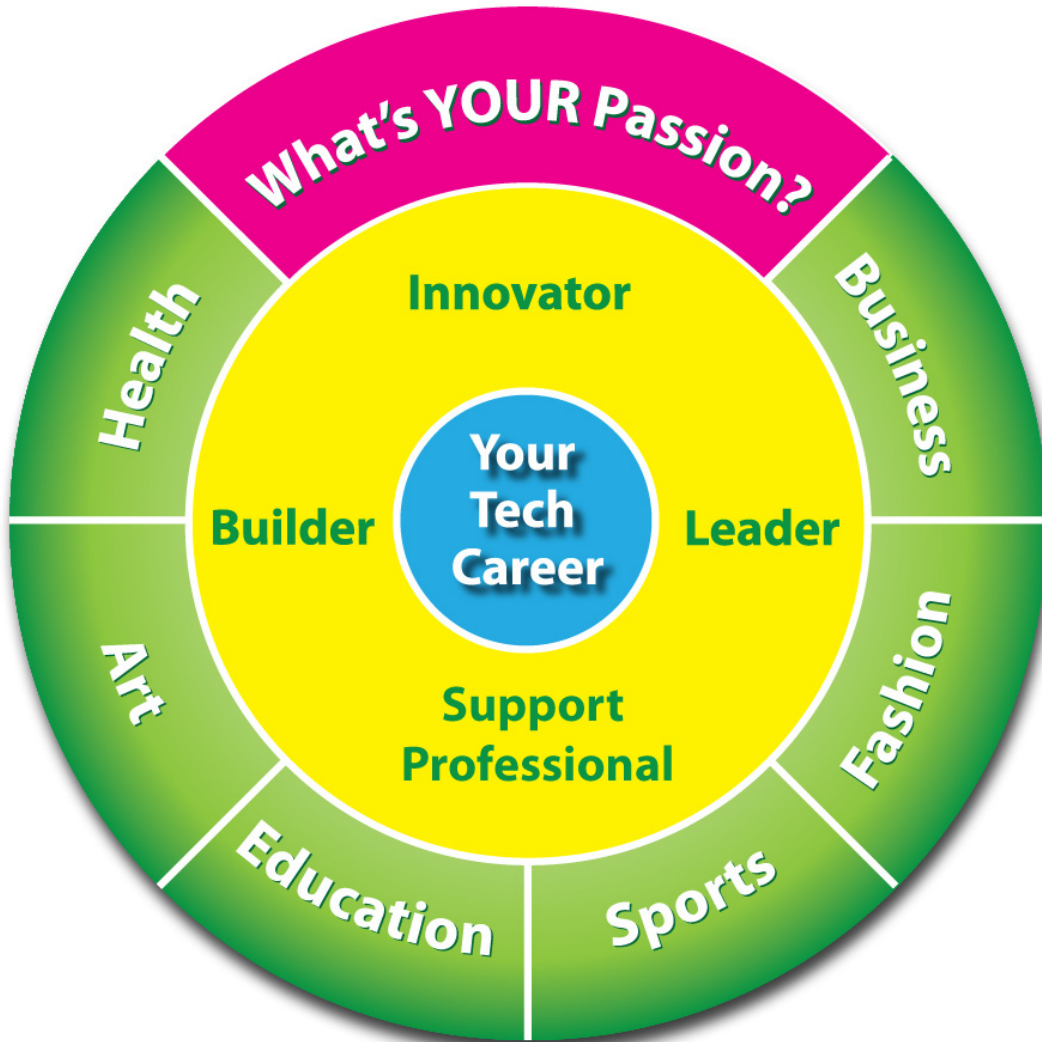 What's YOUR Passion?
Business
Fashion
Sports
Education
Art
Health
Innovator
Leader
Support
Professional
Builder
Your
Tech
Career